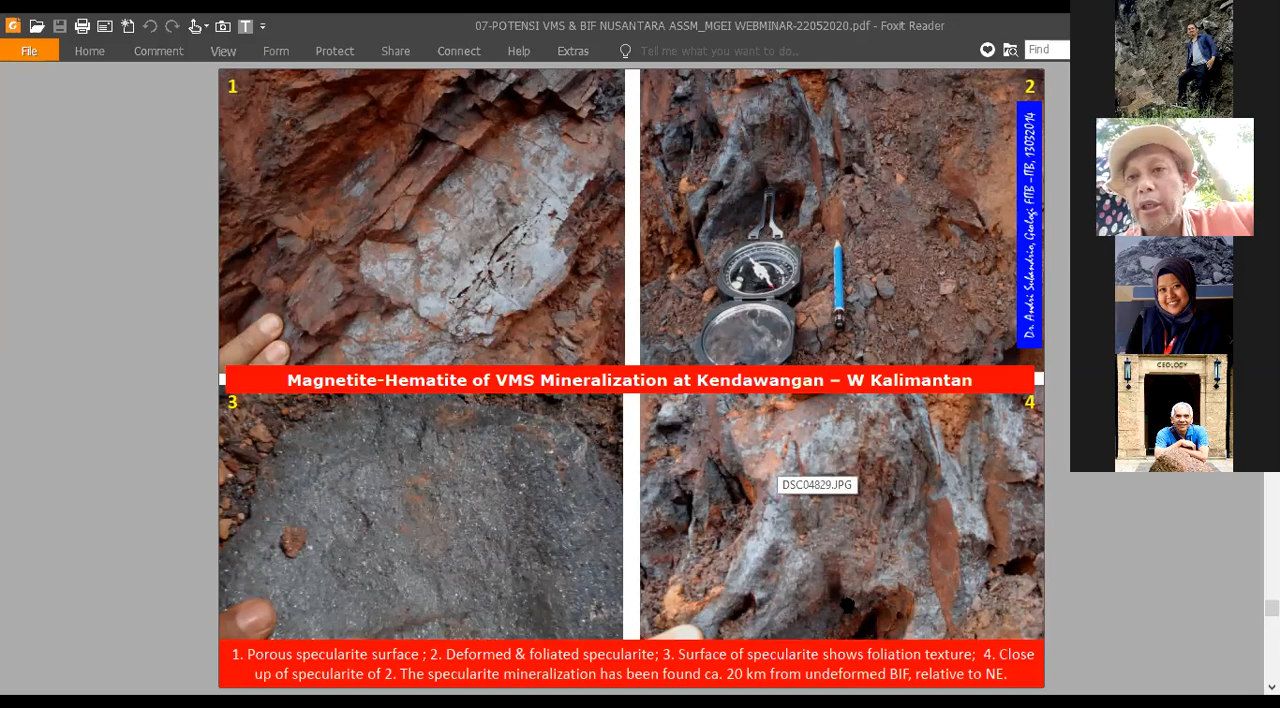 07-POTENSI VMS & BIF NUSANTARA ASSM_MGEI WEBMINAR-22052020.pdf - Foxit Reader
File Home Comment View Form Protect Share Connect Help Extras Tell me what you want to do... Find
1
2
Dr. Andri Subandrio, Geologi FITB -ITB, 13032014
GEOLOGY
Magnetite-Hematite of VMS Mineralization at Kendawangan – W Kalimantan
3
4
DSC04829.JPG
1. Porous specularite surface ; 2. Deformed & foliated specularite; 3. Surface of specularite shows foliation texture; 4. Close
up of specularite of 2. The specularite mineralization has been found ca. 20 km from undeformed BIF, relative to NE.